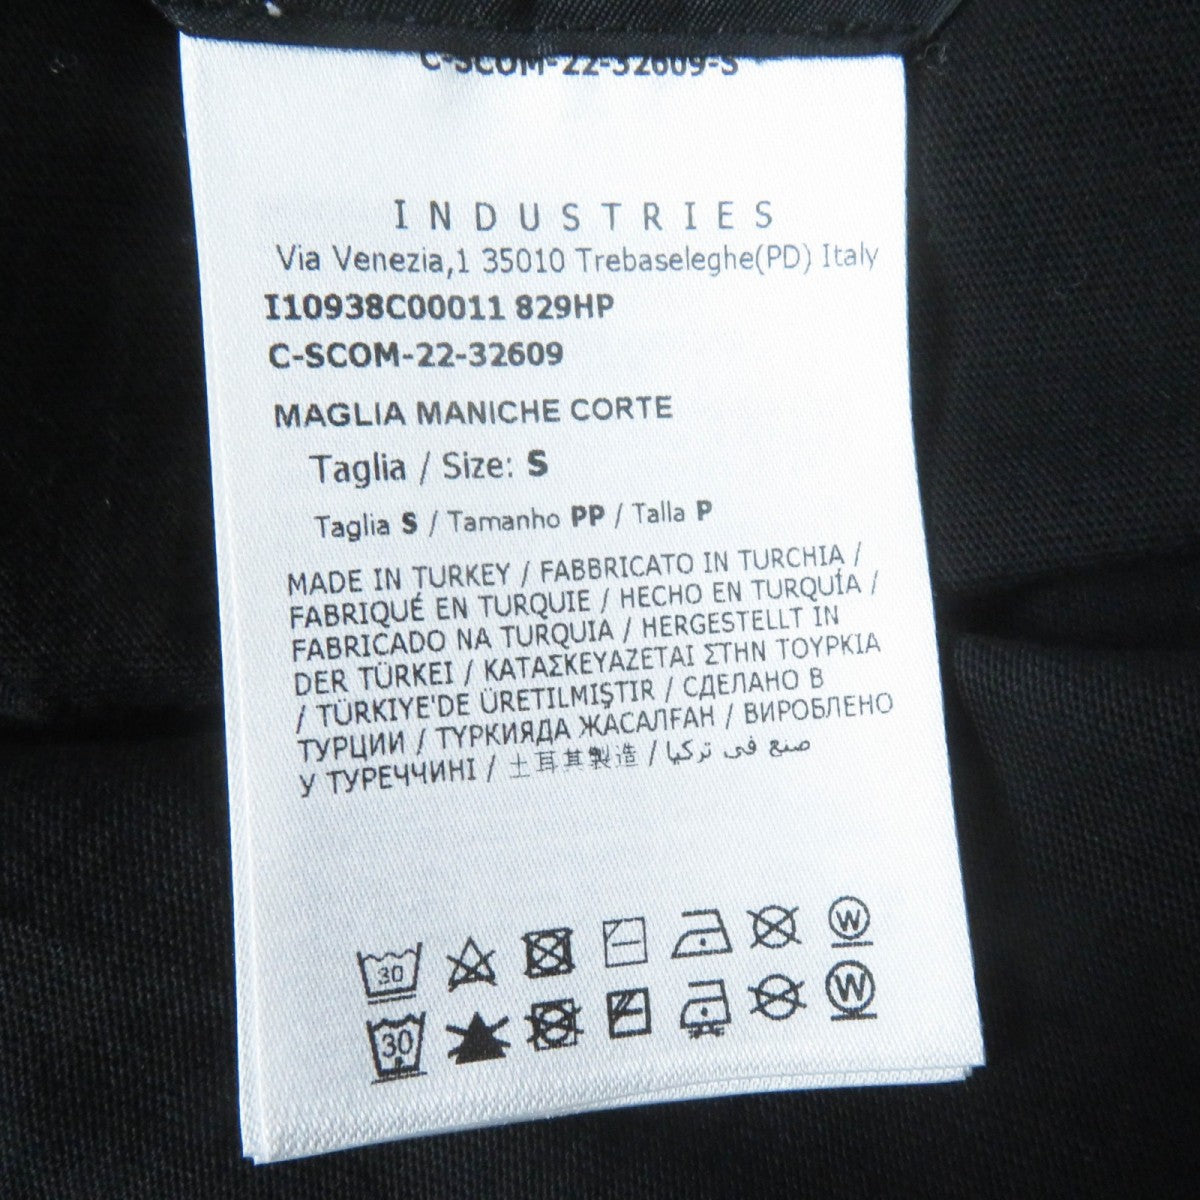 C-SCOM-22-32609-S
INDUSTRIES
Via Venezia,1 35010 Trebaseleghe(PD) Italy
I10938C00011 829HP
C-SCOM-22-32609
MAGLIA MANICHE CORTE
Taglia / Size: S
Taglia S / Tamanho PP / Talla P
MADE IN TURKEY / FABBRICATO IN TURCHIA /
FABRIQUÉ EN TURQUIE / HECHO EN TURQUÍA /
FABRICADO NA TURQUIA / HERGESTELLT IN
DER TÜRKEI / ΚΑΤΑΣΚΕΥΑΖΕΤΑΙ ΣΤΗΝ ΤΟΥΡΚΙΑ
/ TÜRKIYE'DE ÜRETILMIŞTIR / СДЕЛАНО В
ТУРЦИИ / ТҮРКИЯДА ЖАСАЛҒАН / ВИРОБЛЕНО
У ТУРЕЧЧИНІ / 土耳其製造 / صنع في تركيا
30 W
30 W